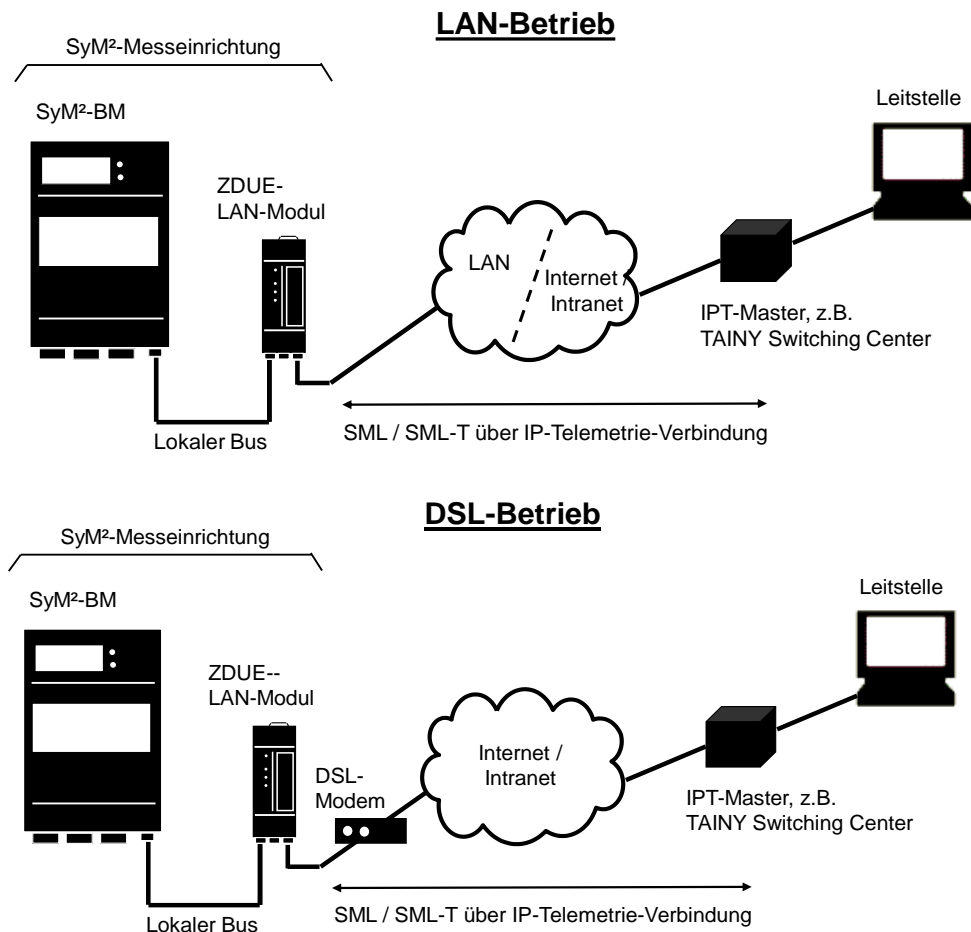 LAN-Betrieb
SyM²-Messeinrichtung
SyM²-BM
Leitstelle
ZDUE-
LAN-Modul
LAN
Internet /
Intranet
IPT-Master, z.B.
TAINY Switching Center
Lokaler Bus
SML / SML-T über IP-Telemetrie-Verbindung
DSL-Betrieb
SyM²-Messeinrichtung
SyM²-BM
Leitstelle
ZDUE--
LAN-Modul
DSL-
Modem
Internet /
Intranet
IPT-Master, z.B.
TAINY Switching Center
Lokaler Bus
SML / SML-T über IP-Telemetrie-Verbindung